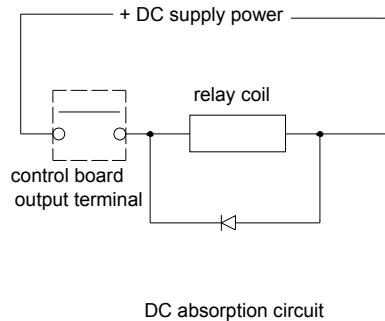 + DC supply power
relay coil
control board
output terminal
DC absorption circuit